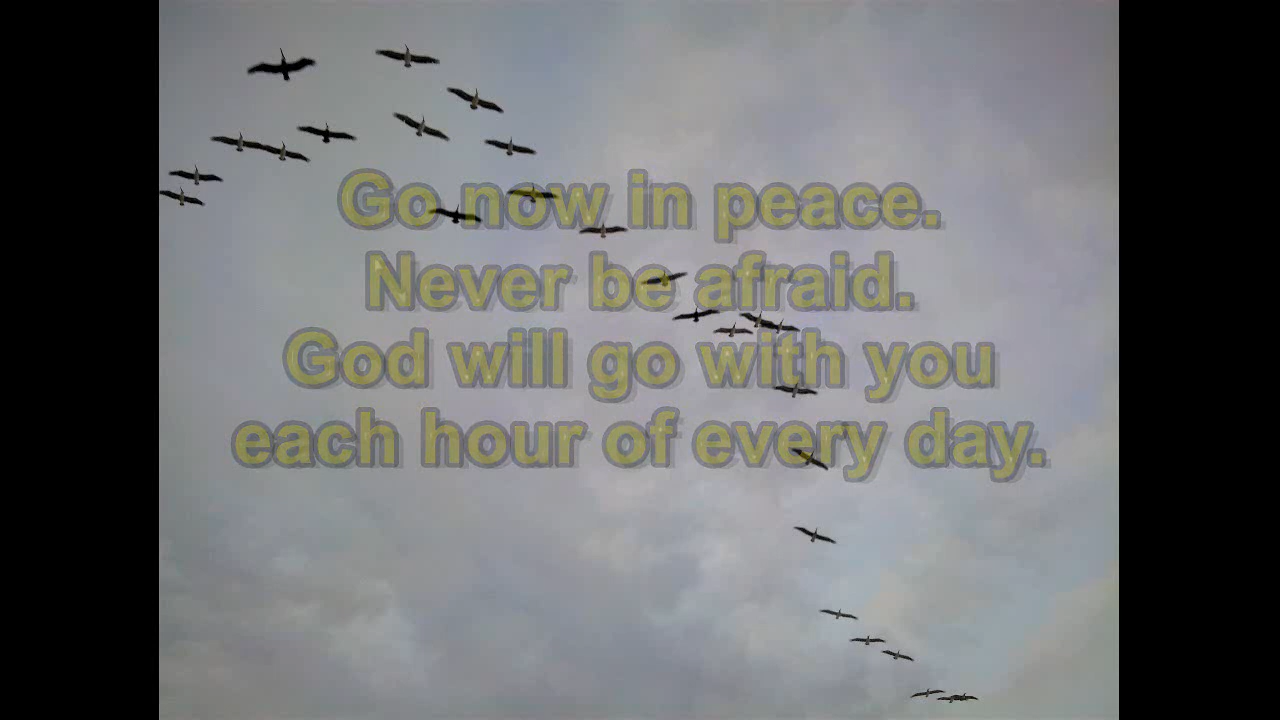 Go now in peace.
Never be afraid.
God will go with you
each hour of every day.